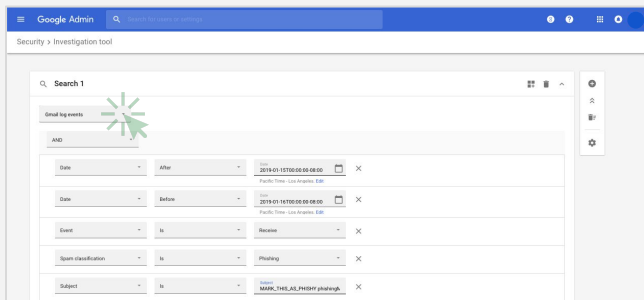 Google Admin
Search for users or settings
Security > Investigation tool
Search 1
Gmail log events
AND
Date After Date 2019-01-15T00:00:00-08:00
Pacific Time - Los Angeles. Edit
Date Before Date 2019-01-16T00:00:00-08:00
Pacific Time - Los Angeles. Edit
Event Is Receive
Spam classification Is Phishing
Subject Is Subject MARK_THIS_AS_PHISHY